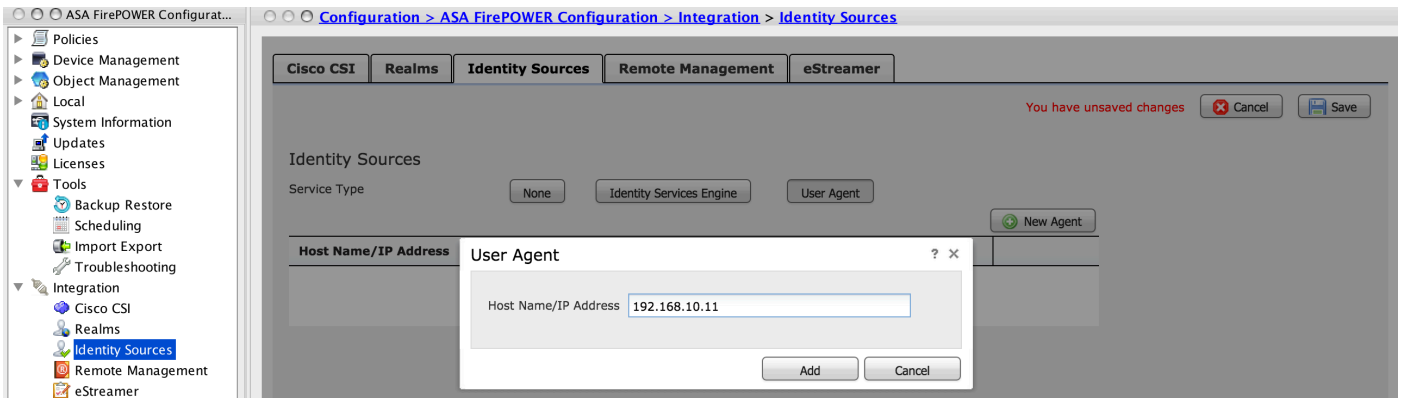 ASA FirePOWER Configurat...
Configuration > ASA FirePOWER Configuration > Integration > Identity Sources
Policies
Device Management
Object Management
Local
System Information
Updates
Licenses
Tools
Backup Restore
Scheduling
Import Export
Troubleshooting
Integration
Cisco CSI
Realms
Identity Sources
Remote Management
eStreamer
Cisco CSI Realms Identity Sources Remote Management eStreamer
You have unsaved changes Cancel Save
Identity Sources
Service Type None Identity Services Engine User Agent
New Agent
Host Name/IP Address
User Agent ? ×
Host Name/IP Address 192.168.10.11
Add Cancel